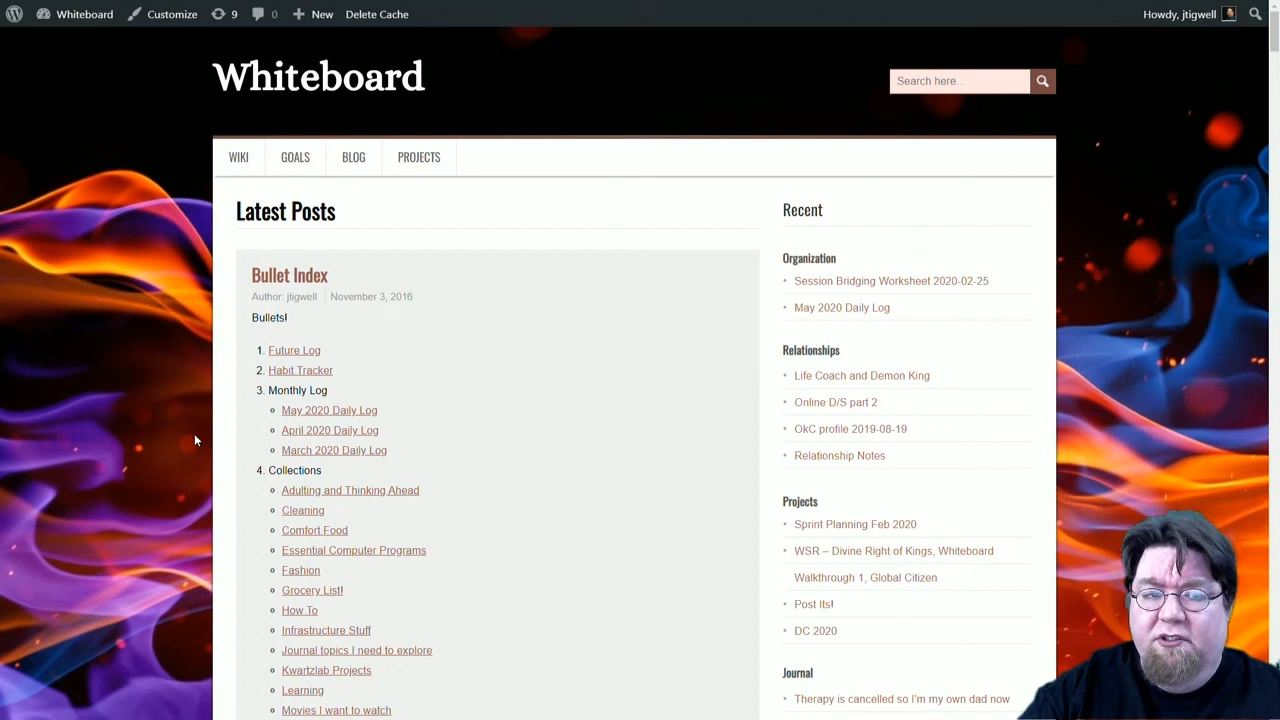 Whiteboard Customize 9 0 New Delete Cache Howdy, jtigwell
Whiteboard
Search here...
WIKI GOALS BLOG PROJECTS
Latest Posts
Bullet Index
Author: jtigwell November 3, 2016
Bullets!
1. Future Log
2. Habit Tracker
3. Monthly Log
May 2020 Daily Log
April 2020 Daily Log
March 2020 Daily Log
4. Collections
Adulting and Thinking Ahead
Cleaning
Comfort Food
Essential Computer Programs
Fashion
Grocery List!
How To
Infrastructure Stuff
Journal topics I need to explore
Kwartzlab Projects
Learning
Movies I want to watch
Recent
Organization
Session Bridging Worksheet 2020-02-25
May 2020 Daily Log
Relationships
Life Coach and Demon King
Online D/S part 2
OkC profile 2019-08-19
Relationship Notes
Projects
Sprint Planning Feb 2020
WSR – Divine Right of Kings, Whiteboard
Walkthrough 1, Global Citizen
Post Its!
DC 2020
Journal
Therapy is cancelled so I'm my own dad now